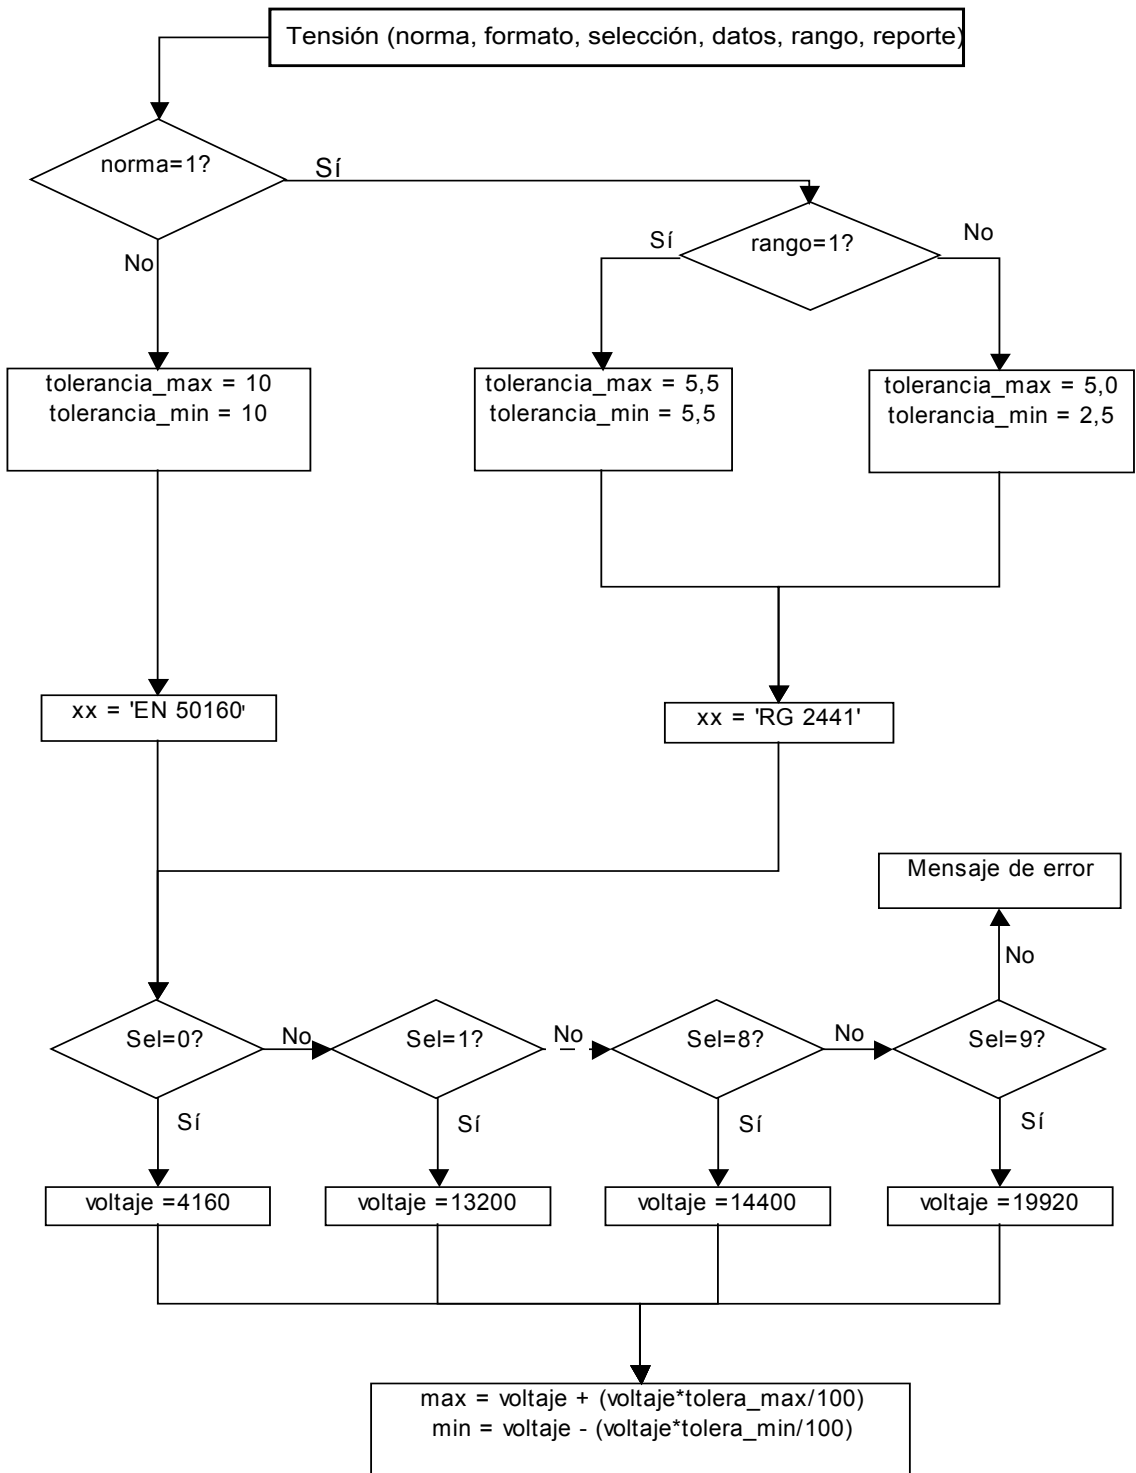 Tensión (norma, formato, selección, datos, rango, reporte)
norma=1?
Sí
No
rango=1?
Sí
No
tolerancia_max = 10
tolerancia_min = 10
tolerancia_max = 5,5
tolerancia_min = 5,5
tolerancia_max = 5,0
tolerancia_min = 2,5
xx = 'EN 50160'
xx = 'RG 2441'
Mensaje de error
No
Sel=0?
No
Sel=1?
No
Sel=8?
No
Sel=9?
Sí
Sí
Sí
Sí
voltaje =4160
voltaje =13200
voltaje =14400
voltaje =19920
max = voltaje + (voltaje*tolera_max/100)
min = voltaje - (voltaje*tolera_min/100)